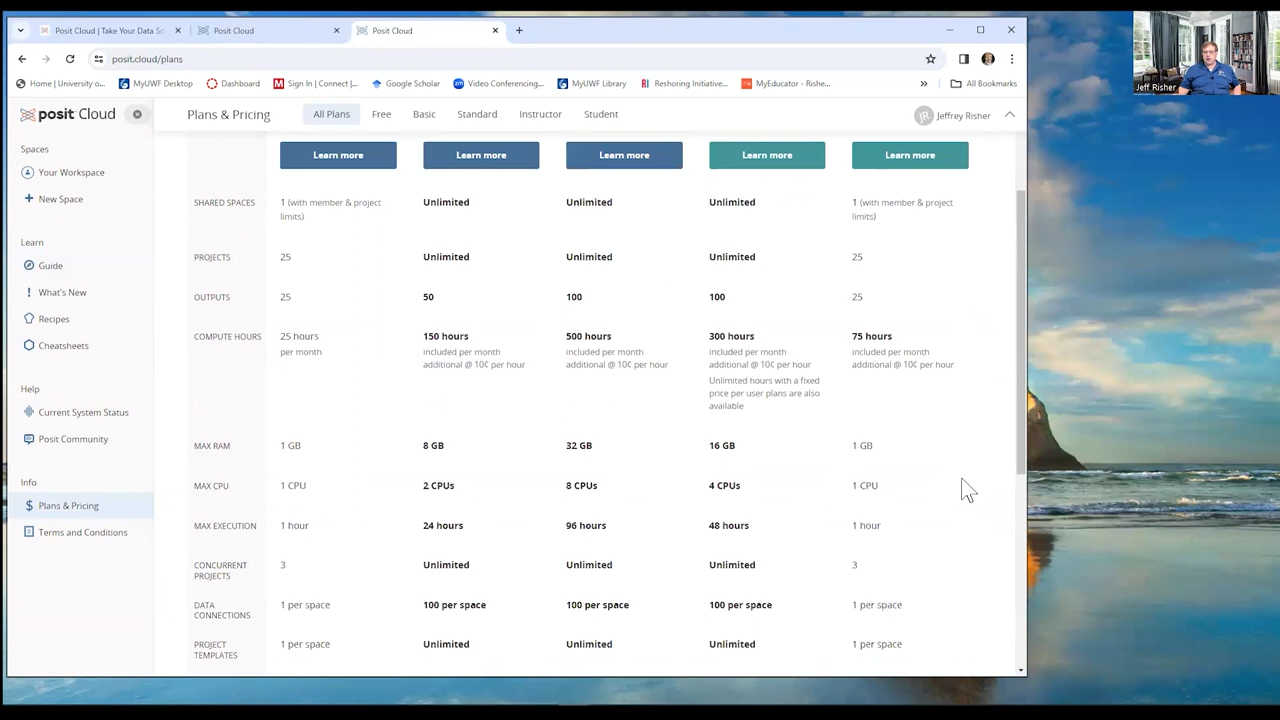 Posit Cloud | Take Your Data Sc
Posit Cloud
Posit Cloud
posit.cloud/plans
Home | University o...
MyUWF Desktop
Dashboard
Sign In | Connect |...
Google Scholar
Video Conferencing...
MyUWF Library
Reshoring Initiative...
MyEducator - Rishe...
»
All Bookmarks
Jeff Risher
posit Cloud
Plans & Pricing
All Plans
Free
Basic
Standard
Instructor
Student
JR
Jeffrey Risher
Spaces
Your Workspace
New Space
Learn
Guide
What's New
Recipes
Cheatsheets
Help
Current System Status
Posit Community
Info
Plans & Pricing
Terms and Conditions
Learn more
Learn more
Learn more
Learn more
Learn more
SHARED SPACES
1 (with member & project
limits)
Unlimited
Unlimited
Unlimited
1 (with member & project
limits)
PROJECTS
25
Unlimited
Unlimited
Unlimited
25
OUTPUTS
25
50
100
100
25
COMPUTE HOURS
25 hours
per month
150 hours
included per month
additional @ 10¢ per hour
500 hours
included per month
additional @ 10¢ per hour
300 hours
included per month
additional @ 10¢ per hour
Unlimited hours with a fixed
price per user plans are also
available
75 hours
included per month
additional @ 10¢ per hour
MAX RAM
1 GB
8 GB
32 GB
16 GB
1 GB
MAX CPU
1 CPU
2 CPUs
8 CPUs
4 CPUs
1 CPU
MAX EXECUTION
1 hour
24 hours
96 hours
48 hours
1 hour
CONCURRENT
PROJECTS
3
Unlimited
Unlimited
Unlimited
3
DATA
CONNECTIONS
1 per space
100 per space
100 per space
100 per space
1 per space
PROJECT
TEMPLATES
1 per space
Unlimited
Unlimited
Unlimited
1 per space